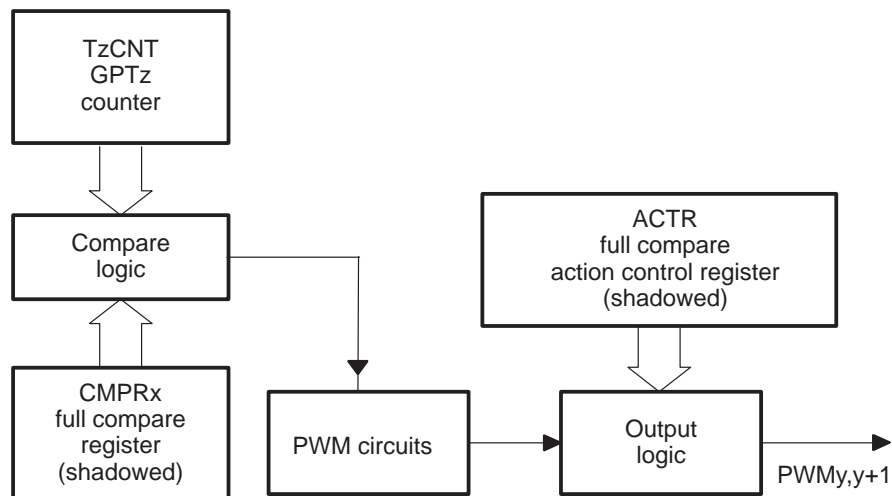 TzCNT
GPTz
counter
Compare
logic
ACTR
full compare
action control register
(shadowed)
CMPRx
full compare
register
(shadowed)
PWM circuits
Output
logic
PWMy,y+1